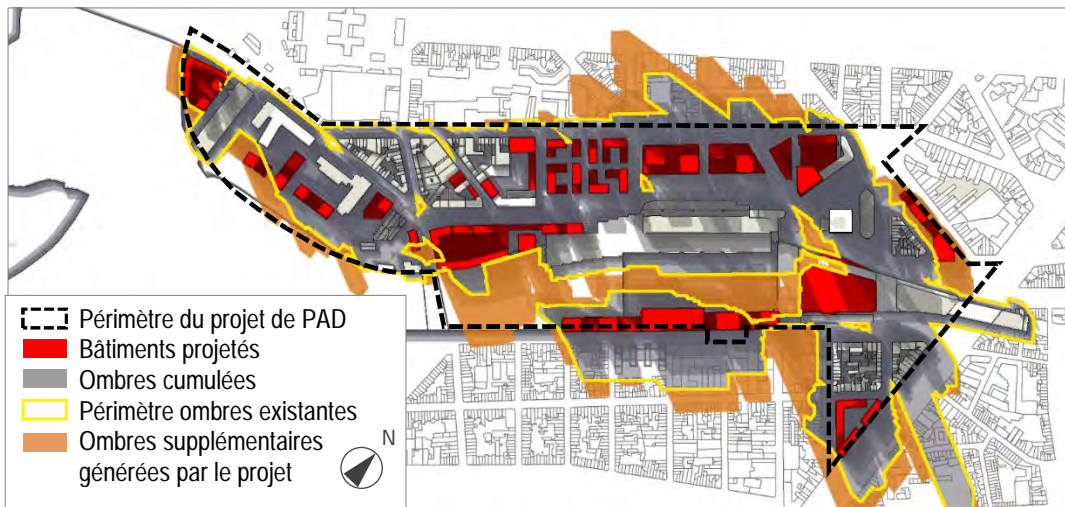 Périmètre du projet de PAD
Bâtiments projetés
Ombres cumulées
Périmètre ombres existantes
Ombres supplémentaires
générées par le projet
N